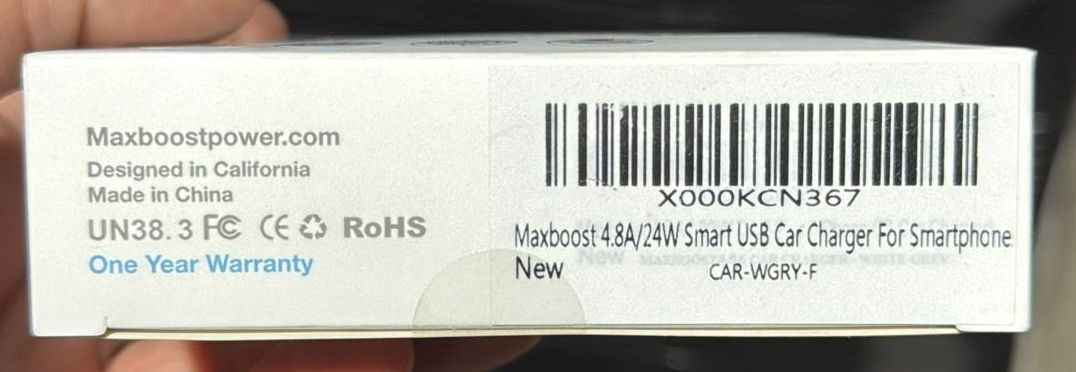 Maxboostpower.com
Designed in California
Made in China
UN38.3 FC CE RoHS
One Year Warranty
X000KCN367
Maxboost 4.8A/24W Smart USB Car Charger For Smartphone
New
CAR-WGRY-F